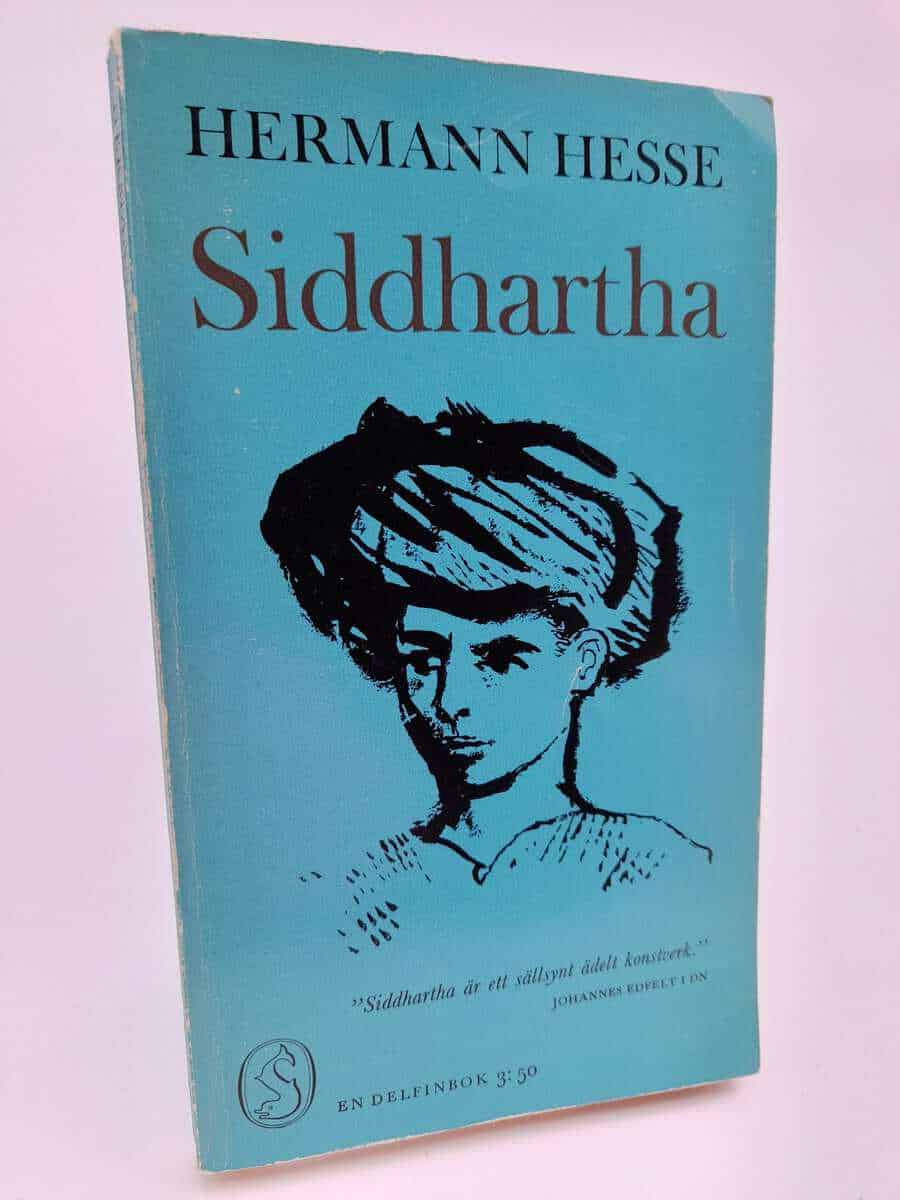 HERMANN HESSE
Siddhartha
”Siddhartha är ett sällsynt ädelt konstverk.”
JOHANNES EDFELT I DN
EN DELFINBOK 3:50